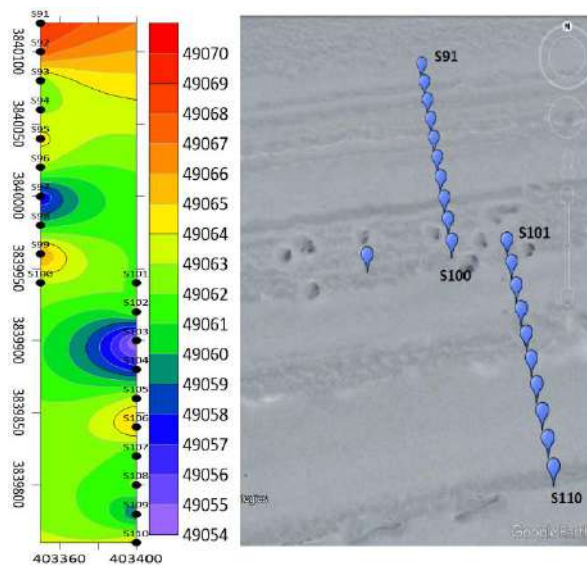 S91
S92
S93
S94
S95
S96
S97
S98
S99
S100
S101
S102
S103
S104
S105
S106
S107
S108
S109
S110
3840100
3840050
3840000
3839950
3839900
3839850
3839800
403360
403400
49070
49069
49068
49067
49066
49065
49064
49063
49062
49061
49060
49059
49058
49057
49056
49055
49054
N
S91
S101
S100
S110
Google Earth